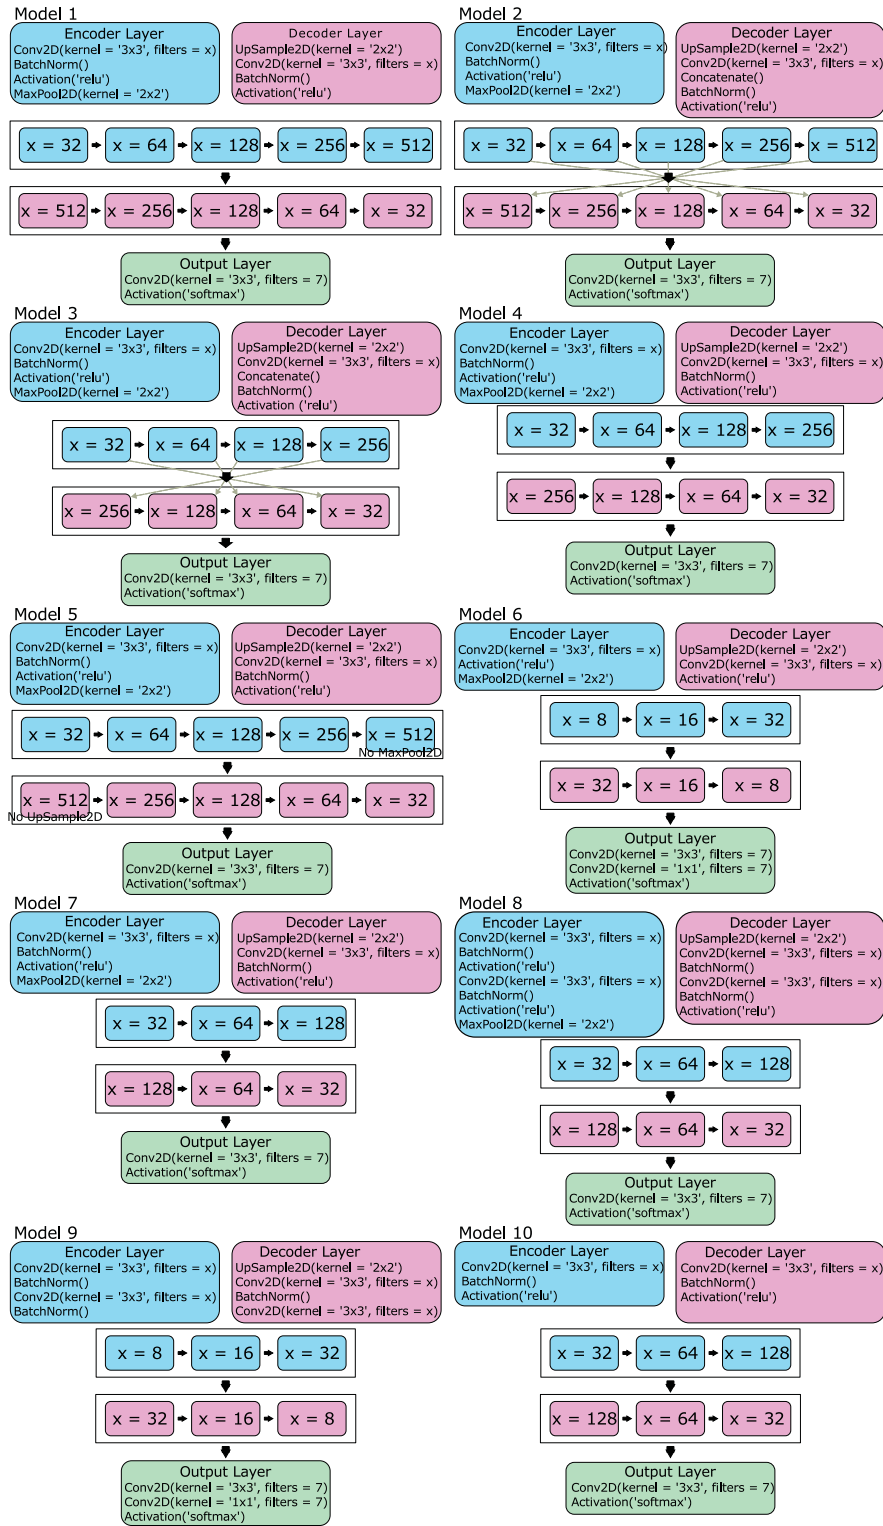 Model 1
Encoder Layer
Conv2D(kernel = '3x3', filters = x)
BatchNorm()
Activation('relu')
MaxPool2D(kernel = '2x2')
Decoder Layer
UpSample2D(kernel = '2x2')
Conv2D(kernel = '3x3', filters = x)
BatchNorm()
Activation('relu')
x = 32 x = 64 x = 128 x = 256 x = 512
x = 512 x = 256 x = 128 x = 64 x = 32
Output Layer
Conv2D(kernel = '3x3', filters = 7)
Activation('softmax')
Model 2
Encoder Layer
Conv2D(kernel = '3x3', filters = x)
BatchNorm()
Activation('relu')
MaxPool2D(kernel = '2x2')
Decoder Layer
UpSample2D(kernel = '2x2')
Conv2D(kernel = '3x3', filters = x)
Concatenate()
BatchNorm()
Activation('relu')
x = 32 x = 64 x = 128 x = 256 x = 512
x = 512 x = 256 x = 128 x = 64 x = 32
Output Layer
Conv2D(kernel = '3x3', filters = 7)
Activation('softmax')
Model 3
Encoder Layer
Conv2D(kernel = '3x3', filters = x)
BatchNorm()
Activation('relu')
MaxPool2D(kernel = '2x2')
Decoder Layer
UpSample2D(kernel = '2x2')
Conv2D(kernel = '3x3', filters = x)
Concatenate()
BatchNorm()
Activation ('relu')
x = 32 x = 64 x = 128 x = 256
x = 256 x = 128 x = 64 x = 32
Output Layer
Conv2D(kernel = '3x3', filters = 7)
Activation('softmax')
Model 4
Encoder Layer
Conv2D(kernel = '3x3', filters = x)
BatchNorm()
Activation('relu')
MaxPool2D(kernel = '2x2')
Decoder Layer
UpSample2D(kernel = '2x2')
Conv2D(kernel = '3x3', filters = x)
BatchNorm()
Activation('relu')
x = 32 x = 64 x = 128 x = 256
x = 256 x = 128 x = 64 x = 32
Output Layer
Conv2D(kernel = '3x3', filters = 7)
Activation('softmax')
Model 5
Encoder Layer
Conv2D(kernel = '3x3', filters = x)
BatchNorm()
Activation('relu')
MaxPool2D(kernel = '2x2')
Decoder Layer
UpSample2D(kernel = '2x2')
Conv2D(kernel = '3x3', filters = x)
BatchNorm()
Activation('relu')
x = 32 x = 64 x = 128 x = 256 x = 512
No MaxPool2D
x = 512 x = 256 x = 128 x = 64 x = 32
No UpSample2D
Output Layer
Conv2D(kernel = '3x3', filters = 7)
Activation('softmax')
Model 6
Encoder Layer
Conv2D(kernel = '3x3', filters = x)
Activation('relu')
MaxPool2D(kernel = '2x2')
Decoder Layer
UpSample2D(kernel = '2x2')
Conv2D(kernel = '3x3', filters = x)
Activation('relu')
x = 8 x = 16 x = 32
x = 32 x = 16 x = 8
Output Layer
Conv2D(kernel = '3x3', filters = 7)
Conv2D(kernel = '1x1', filters = 7)
Activation('softmax')
Model 7
Encoder Layer
Conv2D(kernel = '3x3', filters = x)
BatchNorm()
Activation('relu')
MaxPool2D(kernel = '2x2')
Decoder Layer
UpSample2D(kernel = '2x2')
Conv2D(kernel = '3x3', filters = x)
BatchNorm()
Activation('relu')
x = 32 x = 64 x = 128
x = 128 x = 64 x = 32
Output Layer
Conv2D(kernel = '3x3', filters = 7)
Activation('softmax')
Model 8
Encoder Layer
Conv2D(kernel = '3x3', filters = x)
BatchNorm()
Activation('relu')
Conv2D(kernel = '3x3', filters = x)
BatchNorm()
Activation('relu')
MaxPool2D(kernel = '2x2')
Decoder Layer
UpSample2D(kernel = '2x2')
Conv2D(kernel = '3x3', filters = x)
BatchNorm()
Conv2D(kernel = '3x3', filters = x)
BatchNorm()
Activation('relu')
x = 32 x = 64 x = 128
x = 128 x = 64 x = 32
Output Layer
Conv2D(kernel = '3x3', filters = 7)
Activation('softmax')
Model 9
Encoder Layer
Conv2D(kernel = '3x3', filters = x)
BatchNorm()
Conv2D(kernel = '3x3', filters = x)
BatchNorm()
Decoder Layer
UpSample2D(kernel = '2x2')
Conv2D(kernel = '3x3', filters = x)
BatchNorm()
Conv2D(kernel = '3x3', filters = x)
x = 8 x = 16 x = 32
x = 32 x = 16 x = 8
Output Layer
Conv2D(kernel = '3x3', filters = 7)
Conv2D(kernel = '1x1', filters = 7)
Activation('softmax')
Model 10
Encoder Layer
Conv2D(kernel = '3x3', filters = x)
BatchNorm()
Activation('relu')
Decoder Layer
Conv2D(kernel = '3x3', filters = x)
BatchNorm()
Activation('relu')
x = 32 x = 64 x = 128
x = 128 x = 64 x = 32
Output Layer
Conv2D(kernel = '3x3', filters = 7)
Activation('softmax')